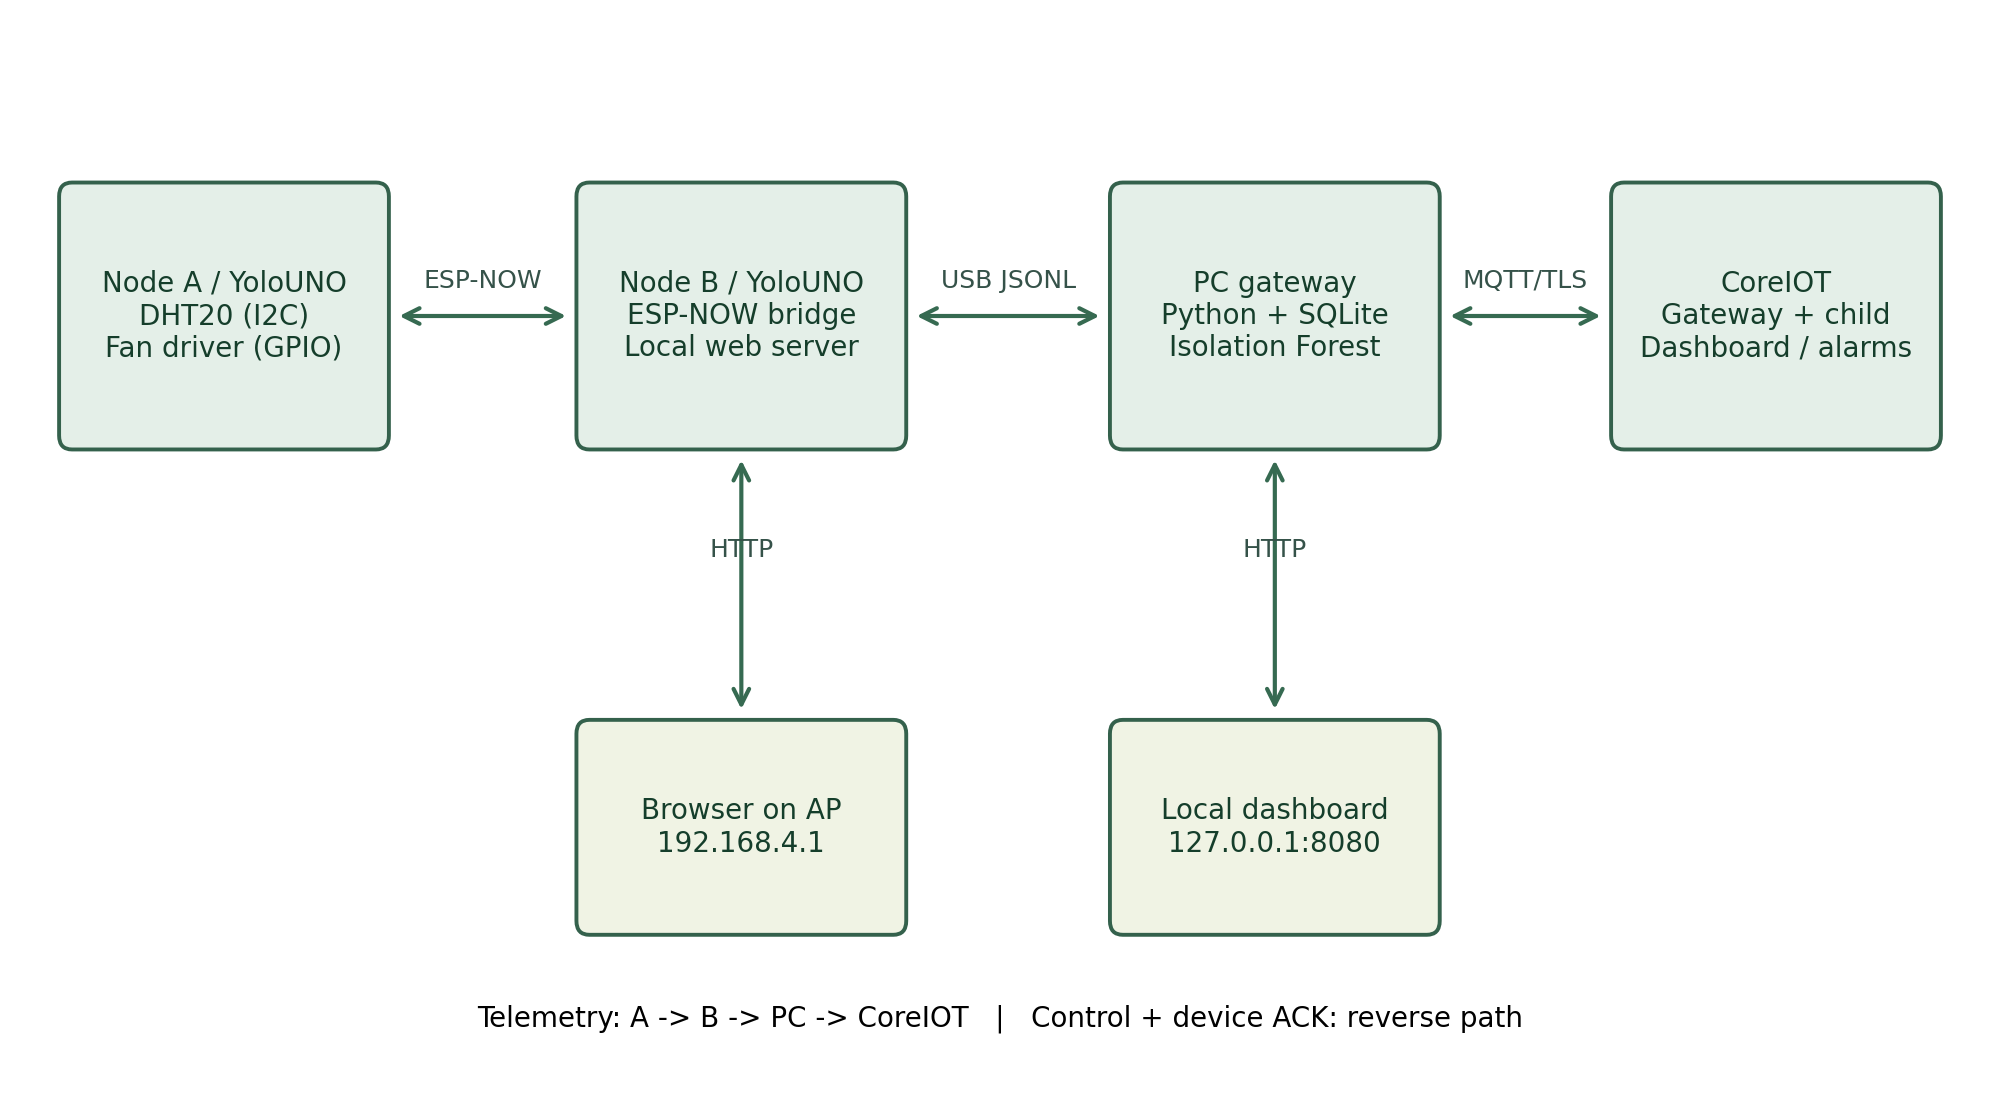 Node A / YoloUNO
DHT20 (I2C)
Fan driver (GPIO)
ESP-NOW
Node B / YoloUNO
ESP-NOW bridge
Local web server
USB JSONL
PC gateway
Python + SQLite
Isolation Forest
MQTT/TLS
CoreIOT
Gateway + child
Dashboard / alarms
HTTP
HTTP
Browser on AP
192.168.4.1
Local dashboard
127.0.0.1:8080
Telemetry: A -> B -> PC -> CoreIOT | Control + device ACK: reverse path